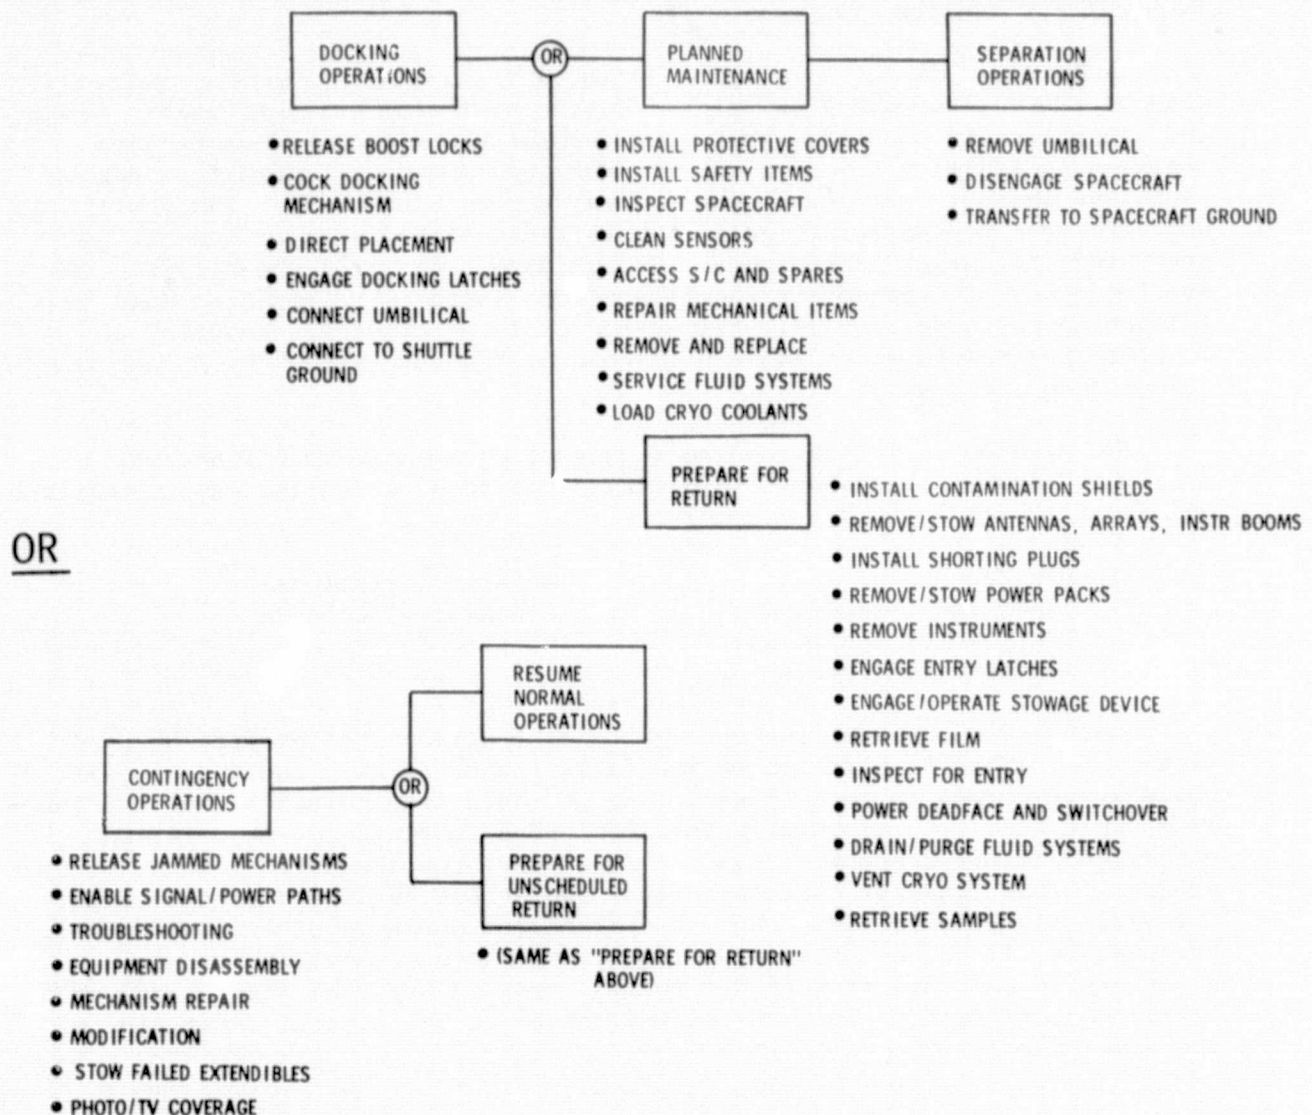 DOCKING
OPERATIONS
OR
PLANNED
MAINTENANCE
SEPARATION
OPERATIONS
• RELEASE BOOST LOCKS
• COCK DOCKING
MECHANISM
• DIRECT PLACEMENT
• ENGAGE DOCKING LATCHES
• CONNECT UMBILICAL
• CONNECT TO SHUTTLE
GROUND
• INSTALL PROTECTIVE COVERS
• INSTALL SAFETY ITEMS
• INSPECT SPACECRAFT
• CLEAN SENSORS
• ACCESS S/C AND SPARES
• REPAIR MECHANICAL ITEMS
• REMOVE AND REPLACE
• SERVICE FLUID SYSTEMS
• LOAD CRYO COOLANTS
• REMOVE UMBILICAL
• DISENGAGE SPACECRAFT
• TRANSFER TO SPACECRAFT GROUND
PREPARE FOR
RETURN
• INSTALL CONTAMINATION SHIELDS
• REMOVE/STOW ANTENNAS, ARRAYS, INSTR BOOMS
• INSTALL SHORTING PLUGS
• REMOVE/STOW POWER PACKS
• REMOVE INSTRUMENTS
• ENGAGE ENTRY LATCHES
• ENGAGE/OPERATE STOWAGE DEVICE
• RETRIEVE FILM
• INSPECT FOR ENTRY
• POWER DEADFACE AND SWITCHOVER
• DRAIN/PURGE FLUID SYSTEMS
• VENT CRYO SYSTEM
• RETRIEVE SAMPLES
OR
CONTINGENCY
OPERATIONS
OR
RESUME
NORMAL
OPERATIONS
PREPARE FOR
UNSCHEDULED
RETURN
• (SAME AS "PREPARE FOR RETURN"
ABOVE)
• RELEASE JAMMED MECHANISMS
• ENABLE SIGNAL/POWER PATHS
• TROUBLESHOOTING
• EQUIPMENT DISASSEMBLY
• MECHANISM REPAIR
• MODIFICATION
• STOW FAILED EXTENDIBLES
• PHOTO/TV COVERAGE